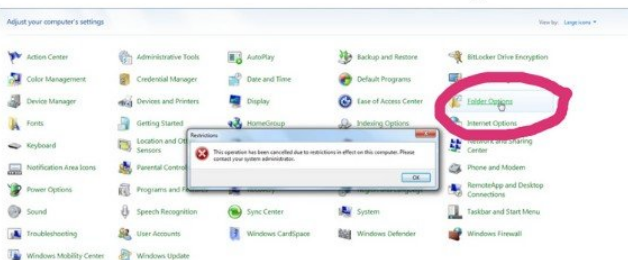 Adjust your computer's settings
View by: Large icons
Action Center
Administrative Tools
AutoPlay
Backup and Restore
BitLocker Drive Encryption
Color Management
Credential Manager
Date and Time
Default Programs
Device Manager
Devices and Printers
Display
Ease of Access Center
Folder Options
Fonts
Getting Started
HomeGroup
Indexing Options
Internet Options
Keyboard
Location and
Sensors
Restrictions
This operation has been cancelled due to restrictions in effect on this computer. Please
contact your system administrator.
OK
Network and Sharing
Center
Notification Area Icons
Parental Control
Phone and Modem
Power Options
Programs and
RemoteApp and Desktop
Connections
Sound
Speech Recognition
Sync Center
System
Taskbar and Start Menu
Troubleshooting
User Accounts
Windows CardSpace
Windows Defender
Windows Firewall
Windows Mobility Center
Windows Update